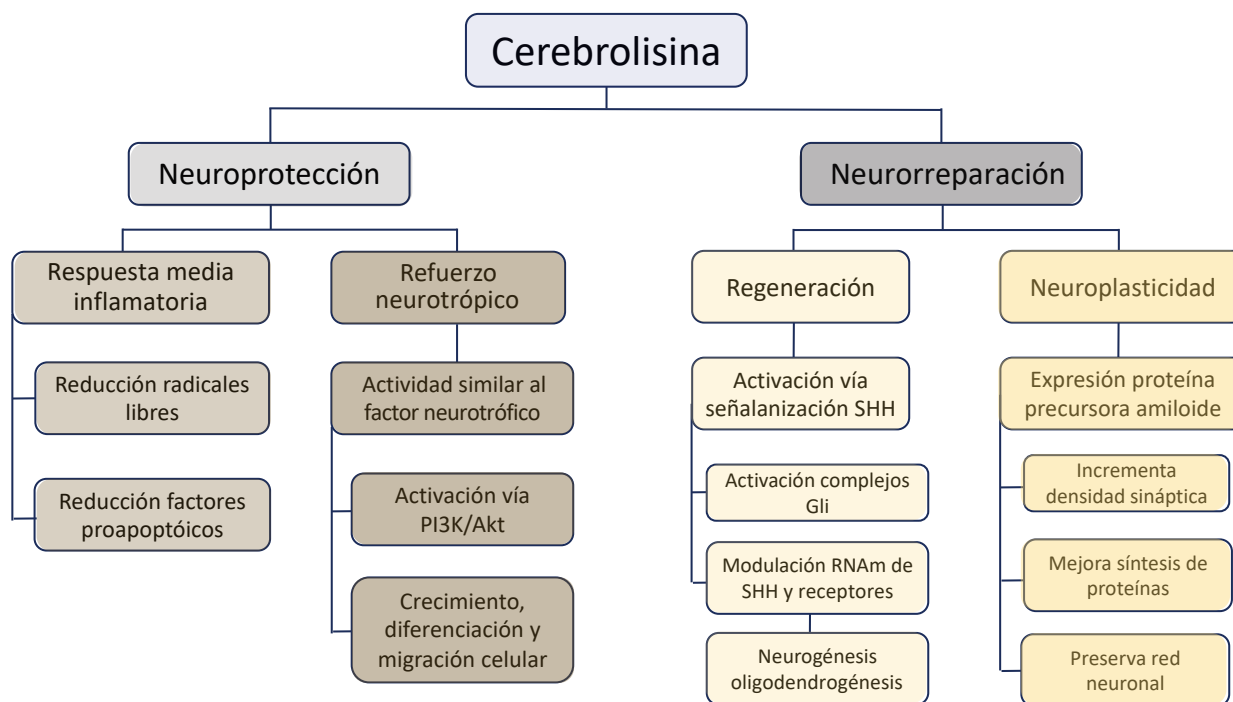 Cerebrolisina
Neuroprotección
Neurorreparación
Respuesta media
inflamatoria
Refuerzo
neurotrópico
Regeneración
Neuroplasticidad
Reducción radicales
libres
Reducción factores
proapoptóicos
Actividad similar al
factor neurotrófico
Activación vía
PI3K/Akt
Crecimiento,
diferenciación y
migración celular
Activación vía
señalanización SHH
Activación complejos
Gli
Modulación RNAm de
SHH y receptores
Neurogénesis
oligodendrogénesis
Expresión proteína
precursora amiloide
Incrementa
densidad sináptica
Mejora síntesis de
proteínas
Preserva red
neuronal